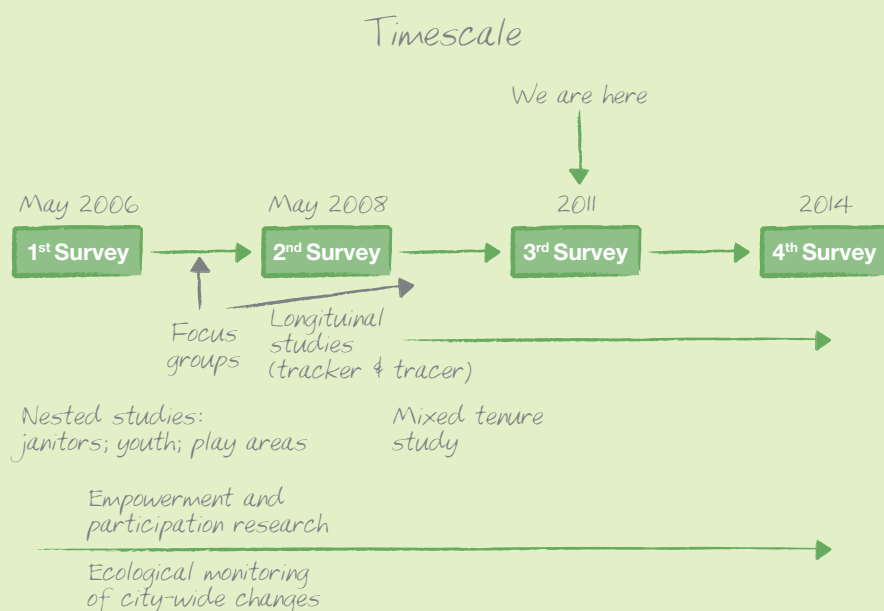 Timescale
We are here
May 2006
May 2008
2011
2014
1st Survey
2nd Survey
3rd Survey
4th Survey
Focus
groups
Longituinal
studies
(tracker & tracer)
Nested studies:
janitors; youth; play areas
Mixed tenure
study
Empowerment and
participation research
Ecological monitoring
of city-wide changes